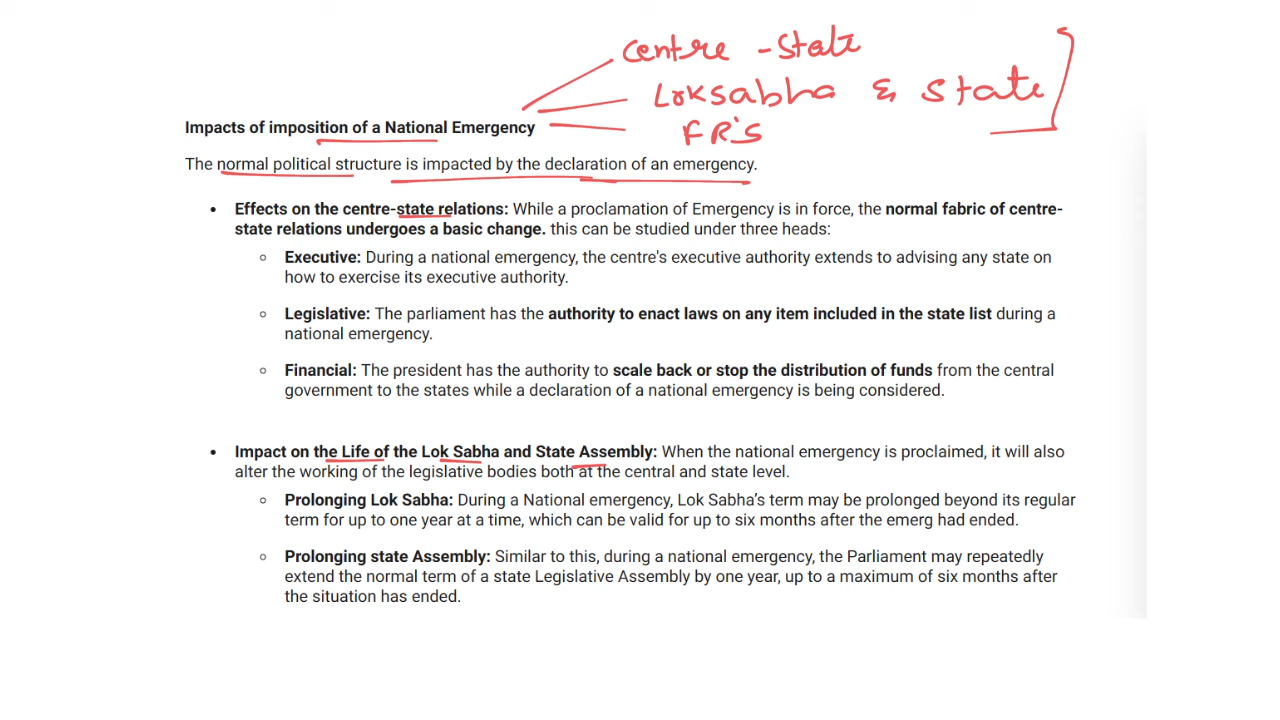 centre - state
Loksabha & state
FR's
Impacts of imposition of a National Emergency
The normal political structure is impacted by the declaration of an emergency.
• Effects on the centre-state relations: While a proclamation of Emergency is in force, the normal fabric of centre-
state relations undergoes a basic change. this can be studied under three heads:
○ Executive: During a national emergency, the centre's executive authority extends to advising any state on
how to exercise its executive authority.
○ Legislative: The parliament has the authority to enact laws on any item included in the state list during a
national emergency.
○ Financial: The president has the authority to scale back or stop the distribution of funds from the central
government to the states while a declaration of a national emergency is being considered.
• Impact on the Life of the Lok Sabha and State Assembly: When the national emergency is proclaimed, it will also
alter the working of the legislative bodies both at the central and state level.
○ Prolonging Lok Sabha: During a National emergency, Lok Sabha's term may be prolonged beyond its regular
term for up to one year at a time, which can be valid for up to six months after the emerg had ended.
○ Prolonging state Assembly: Similar to this, during a national emergency, the Parliament may repeatedly
extend the normal term of a state Legislative Assembly by one year, up to a maximum of six months after
the situation has ended.